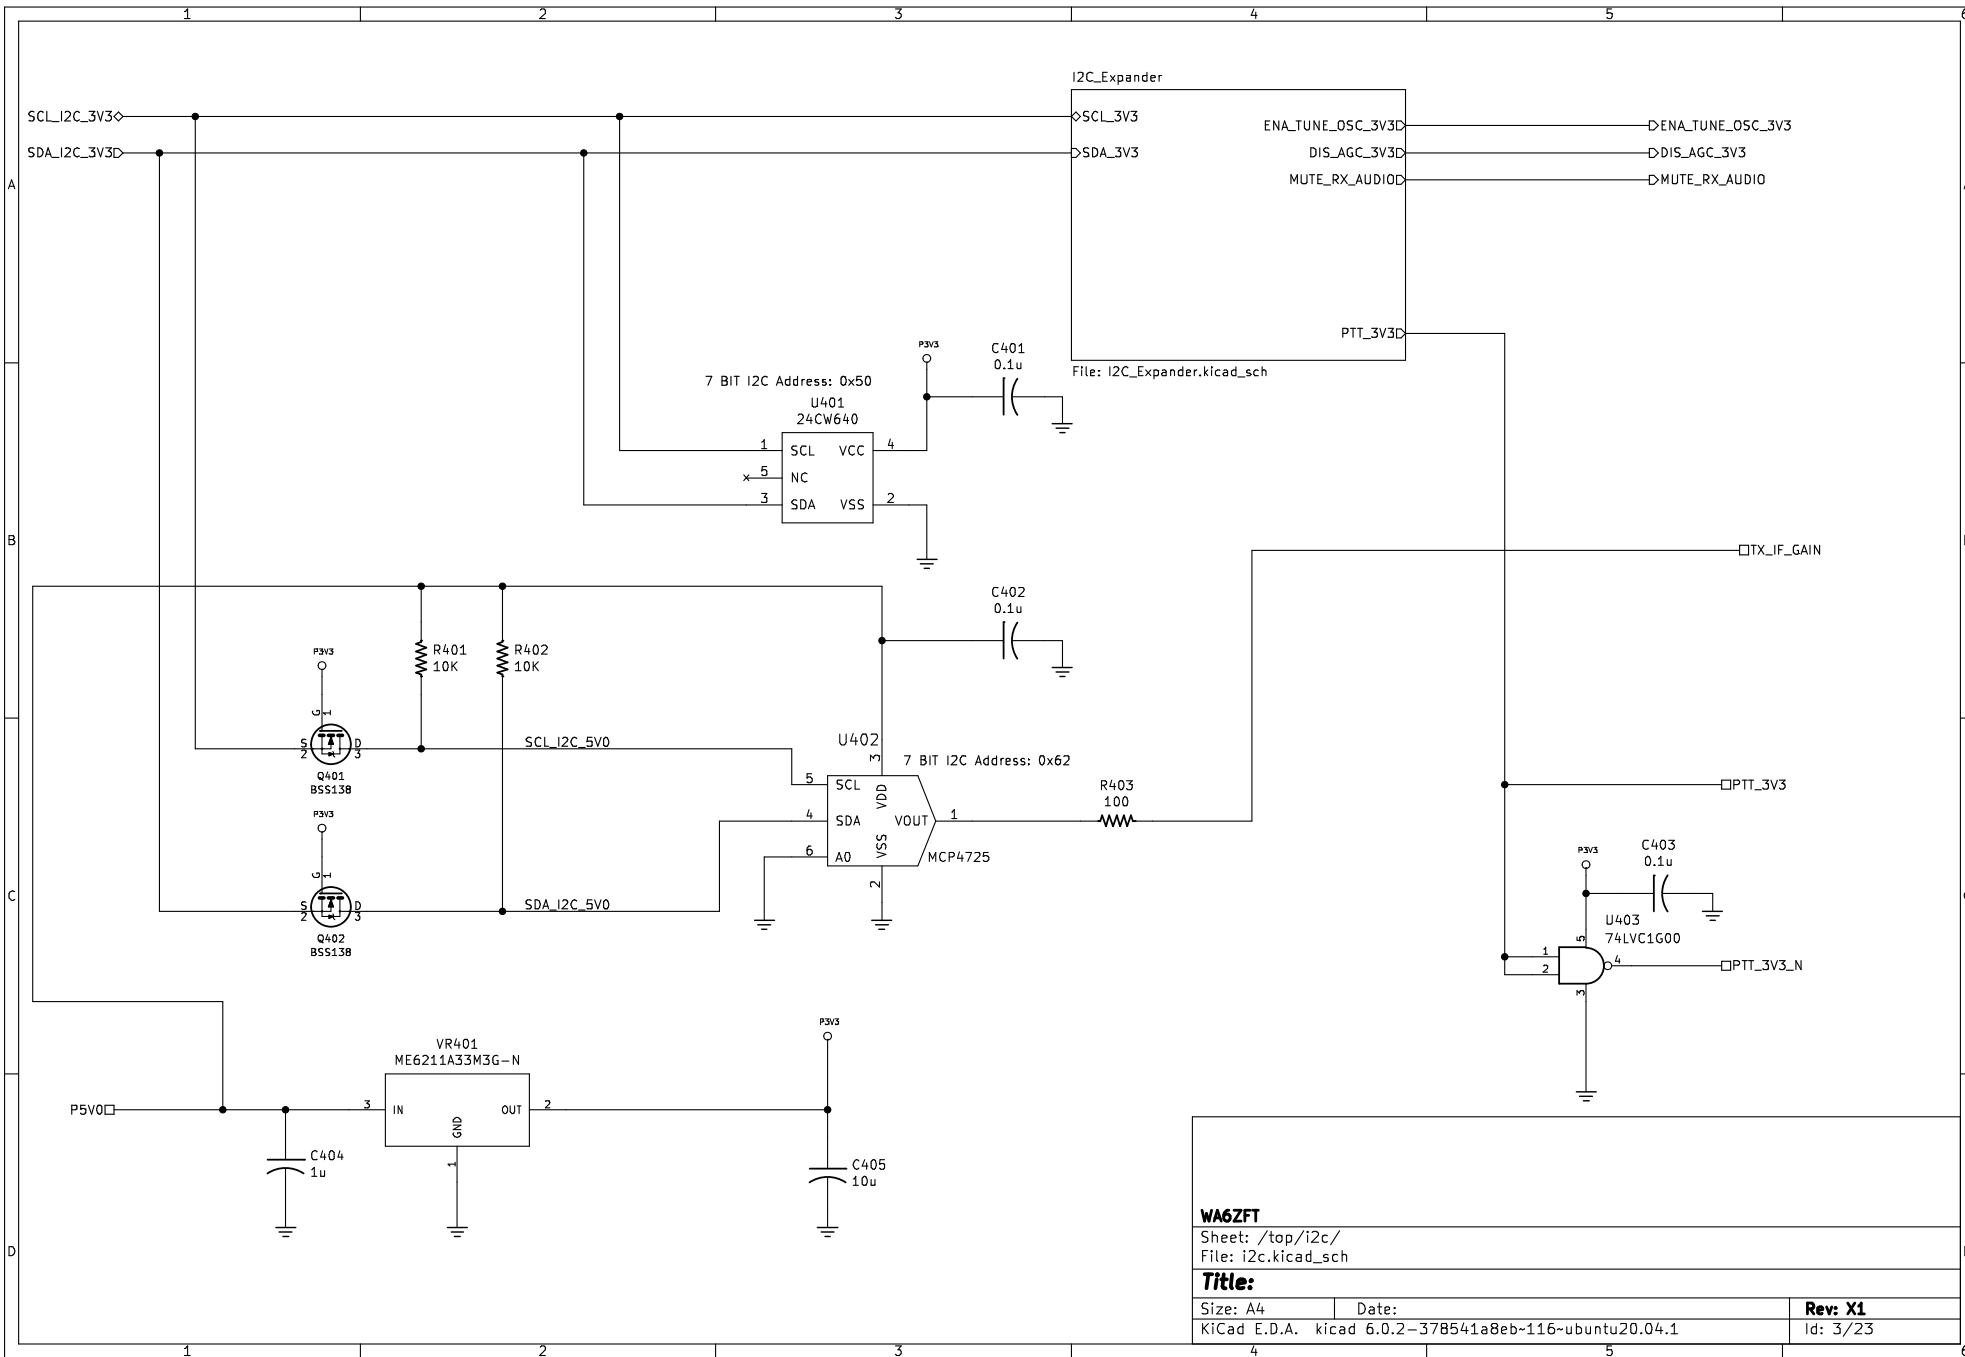 1 2 3 4 5 6
I2C_Expander
SCL_I2C_3V3
SCL_3V3
ENA_TUNE_OSC_3V3
ENA_TUNE_OSC_3V3
SDA_I2C_3V3
SDA_3V3
DIS_AGC_3V3
DIS_AGC_3V3
MUTE_RX_AUDIO
MUTE_RX_AUDIO
A
PTT_3V3
File: I2C_Expander.kicad_sch
P3V3
C401
0.1u
7 BIT I2C Address: 0x50
U401
24CW640
1 SCL VCC 4
5 NC
3 SDA VSS 2
B
TX_IF_GAIN
C402
0.1u
R401
10K
R402
10K
P3V3
G 1
S 2
D 3
Q401
BSS138
SCL_I2C_5V0
U402
3
7 BIT I2C Address: 0x62
5 SCL VDD
4 SDA VOUT 1
6 A0 VSS
2
MCP4725
R403
100
PTT_3V3
P3V3
G 1
S 2
D 3
Q402
BSS138
SDA_I2C_5V0
C
P3V3
C403
0.1u
U403
74LVC1G00
5
1
2
4
3
PTT_3V3_N
P3V3
VR401
ME6211A33M3G-N
P5V0
3 IN OUT 2
GND
1
C404
1u
C405
10u
D
WA6ZFT
Sheet: /top/i2c/
File: i2c.kicad_sch
Title:
Size: A4 Date: Rev: X1
KiCad E.D.A. kicad 6.0.2-378541a8eb~116~ubuntu20.04.1 Id: 3/23
1 2 3 4 5 6